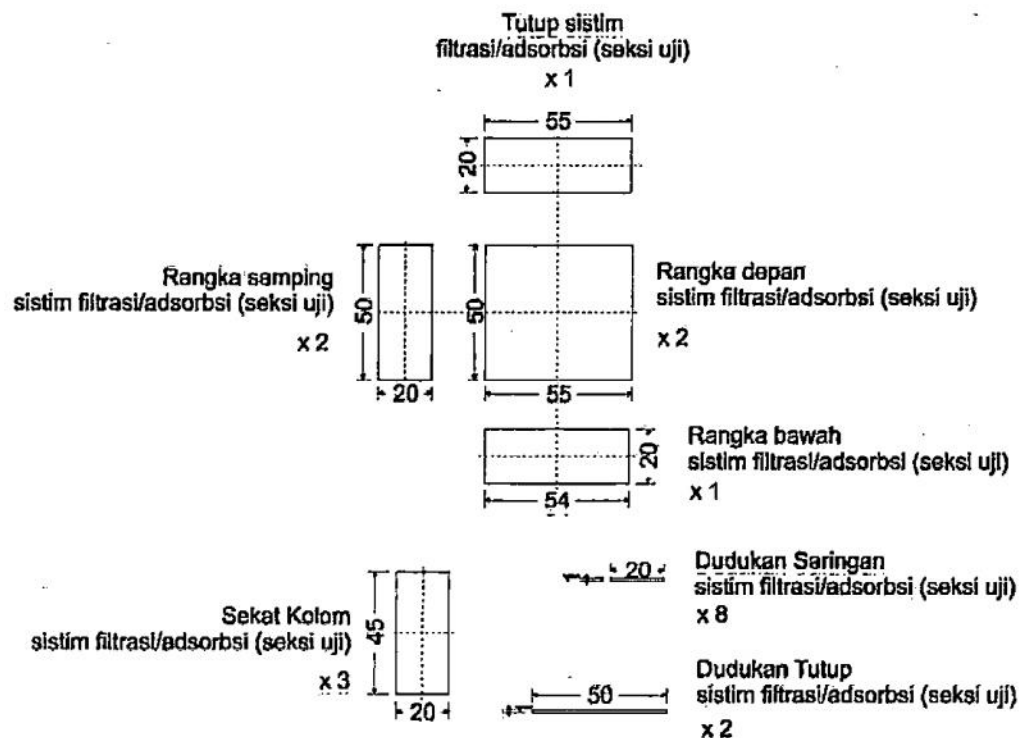 Tutup sistim
filtrasi/adsorbsi (seksi uji)
x 1
55
20
Rangka samping
sistim filtrasi/adsorbsi (seksi uji)
x 2
50
20
50
55
Rangka depan
sistim filtrasi/adsorbsi (seksi uji)
x 2
Rangka bawah
sistim filtrasi/adsorbsi (seksi uji)
x 1
20
54
Sekat Kolom
sistim filtrasi/adsorbsi (seksi uji)
x 3
45
20
1
20
Dudukan Saringan
sistim filtrasi/adsorbsi (seksi uji)
x 8
1
50
Dudukan Tutup
sistim filtrasi/adsorbsi (seksi uji)
x 2